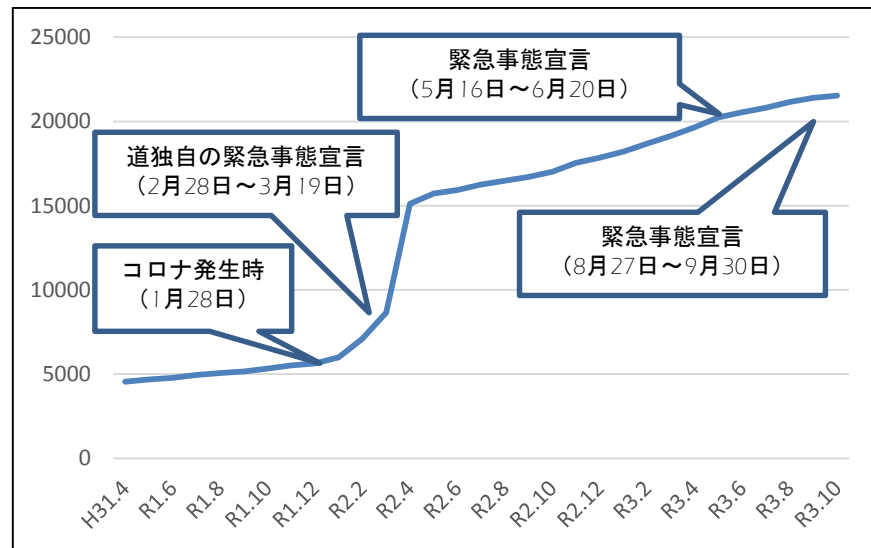 25000
20000
15000
10000
5000
0
緊急事態宣言
（5月16日～6月20日）
道独自の緊急事態宣言
（2月28日～3月19日）
コロナ発生時
（1月28日）
緊急事態宣言
（8月27日～9月30日）
H31.4
R1.6
R1.8
R1.10
R1.12
R2.2
R2.4
R2.6
R2.8
R2.10
R2.12
R3.2
R3.4
R3.6
R3.8
R3.10